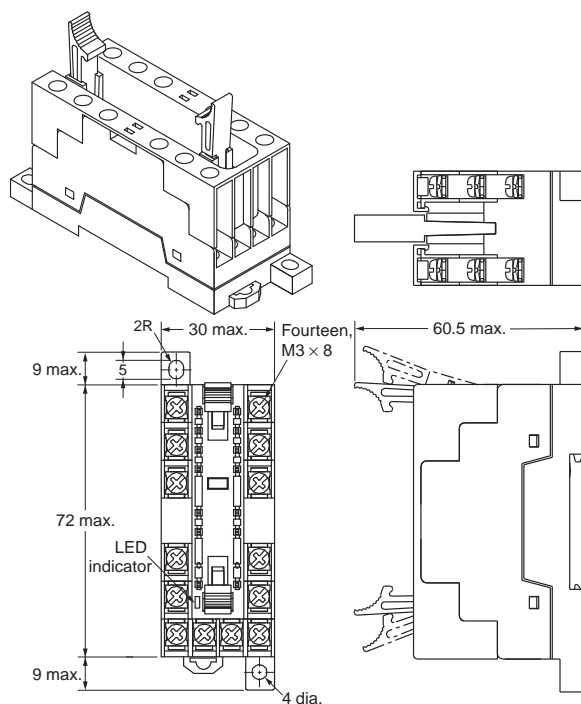 2R
30 max.
Fourteen,
M3 × 8
60.5 max.
9 max.
5
72 max.
LED
indicator
9 max.
4 dia.